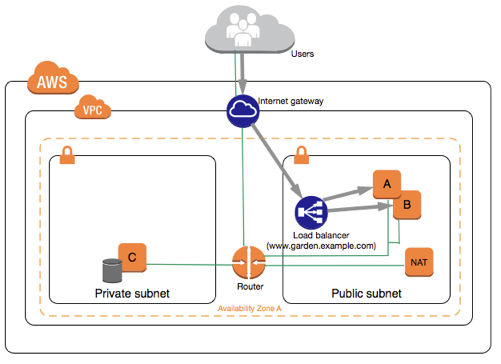 Users
AWS
Internet gateway
VPC
A
B
Load balancer
(www.garden.example.com)
C
NAT
Router
Private subnet
Public subnet
Availability Zone A